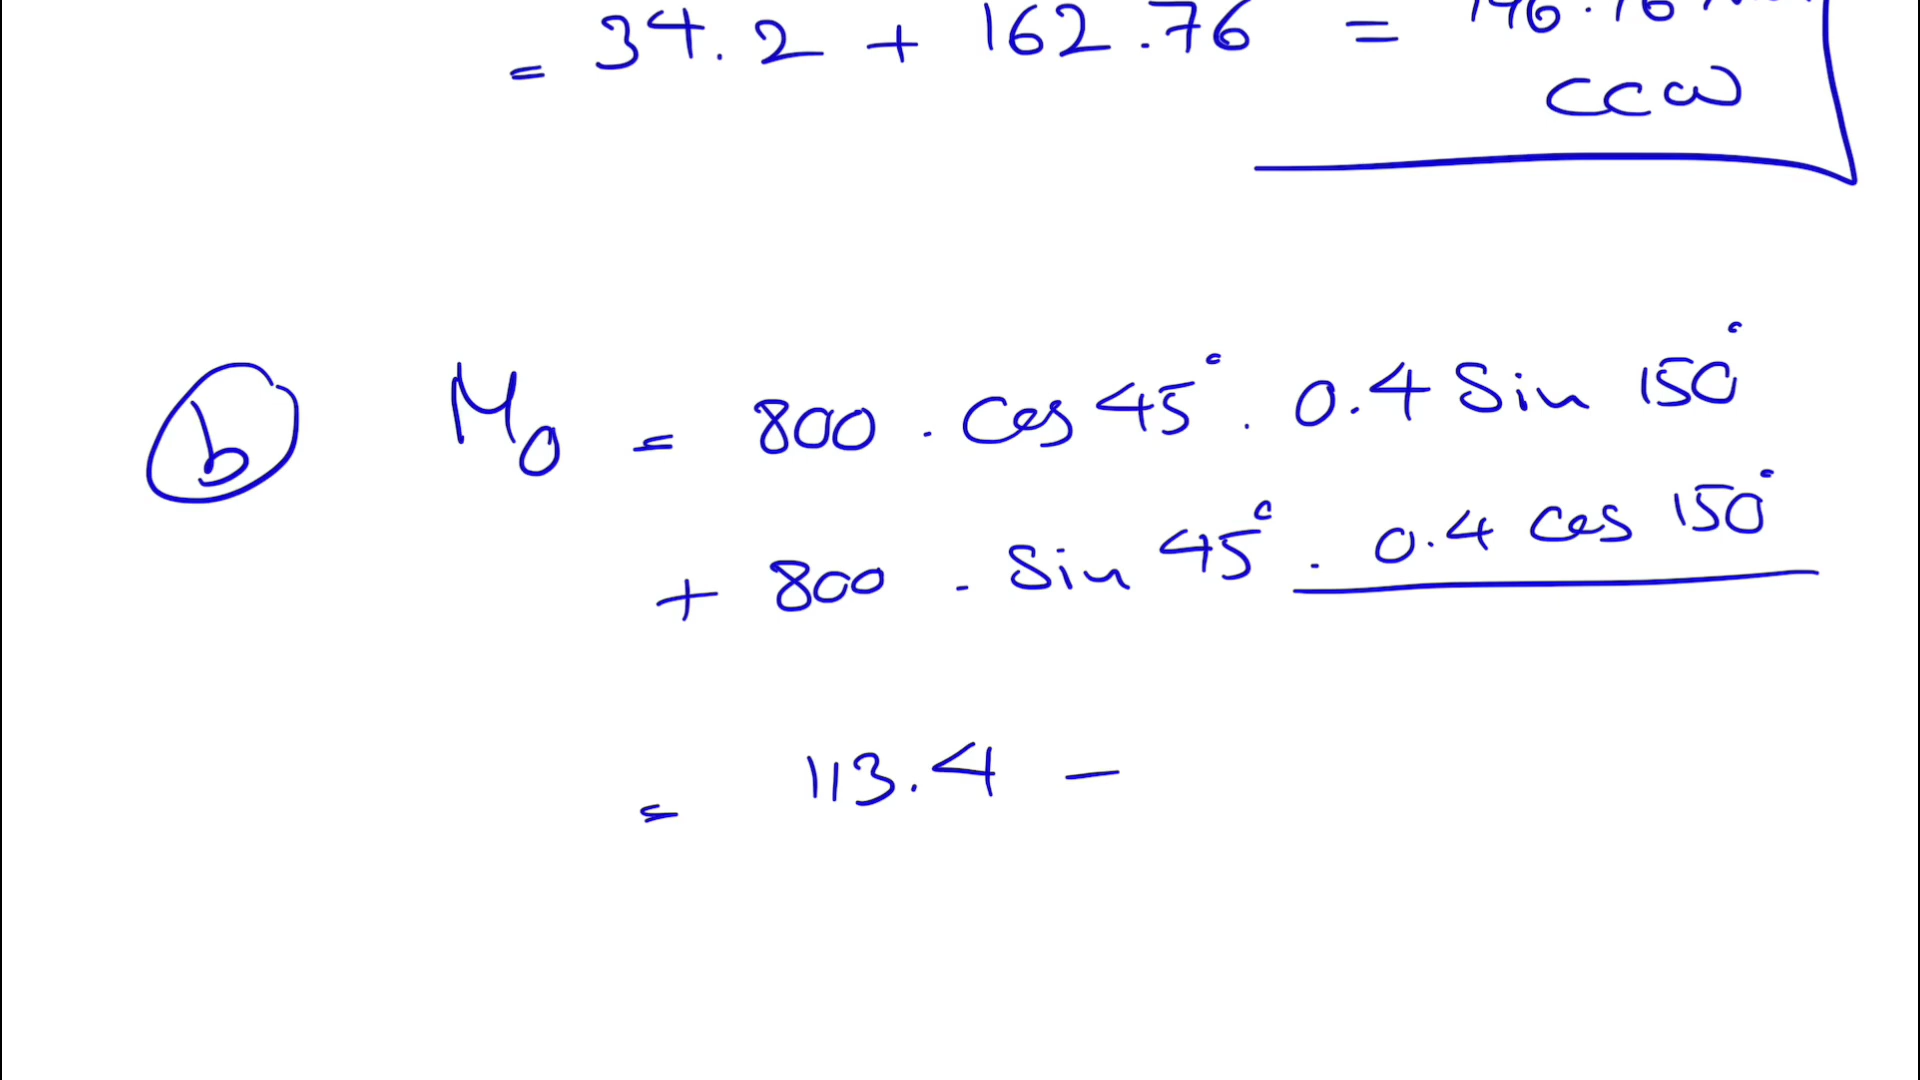 = 34.2 + 162.76 =
CCW
b M₀ = 800 . Cos 45° . 0.4 Sin 150°
+ 800 . Sin 45° . 0.4 Cos 150°
= 113.4 −